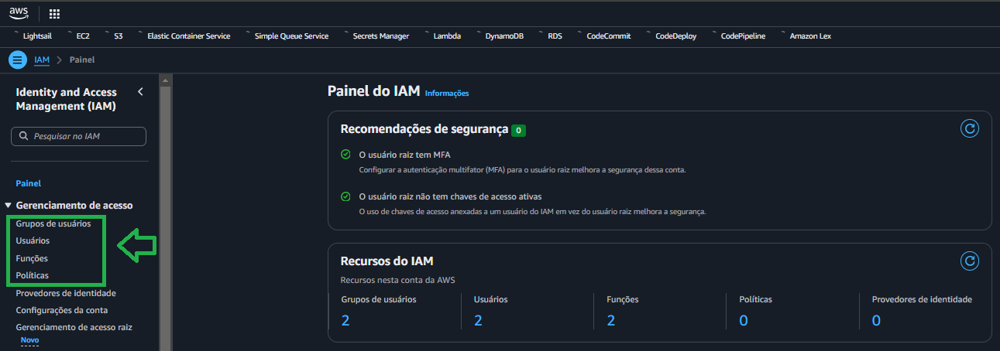 aws
Lightsail EC2 S3 Elastic Container Service Simple Queue Service Secrets Manager Lambda DynamoDB RDS CodeCommit CodeDeploy CodePipeline Amazon Lex
IAM > Painel
Identity and Access
Management (IAM)
Pesquisar no IAM
Painel
Gerenciamento de acesso
Grupos de usuários
Usuários
Funções
Políticas
Provedores de identidade
Configurações da conta
Gerenciamento de acesso raiz
Novo
Painel do IAM Informações
Recomendações de segurança 0
O usuário raiz tem MFA
Configurar a autenticação multifator (MFA) para o usuário raiz melhora a segurança dessa conta.
O usuário raiz não tem chaves de acesso ativas
O uso de chaves de acesso anexadas a um usuário do IAM em vez do usuário raiz melhora a segurança.
Recursos do IAM
Recursos nesta conta da AWS
Grupos de usuários Usuários Funções Políticas Provedores de identidade
2 2 2 0 0